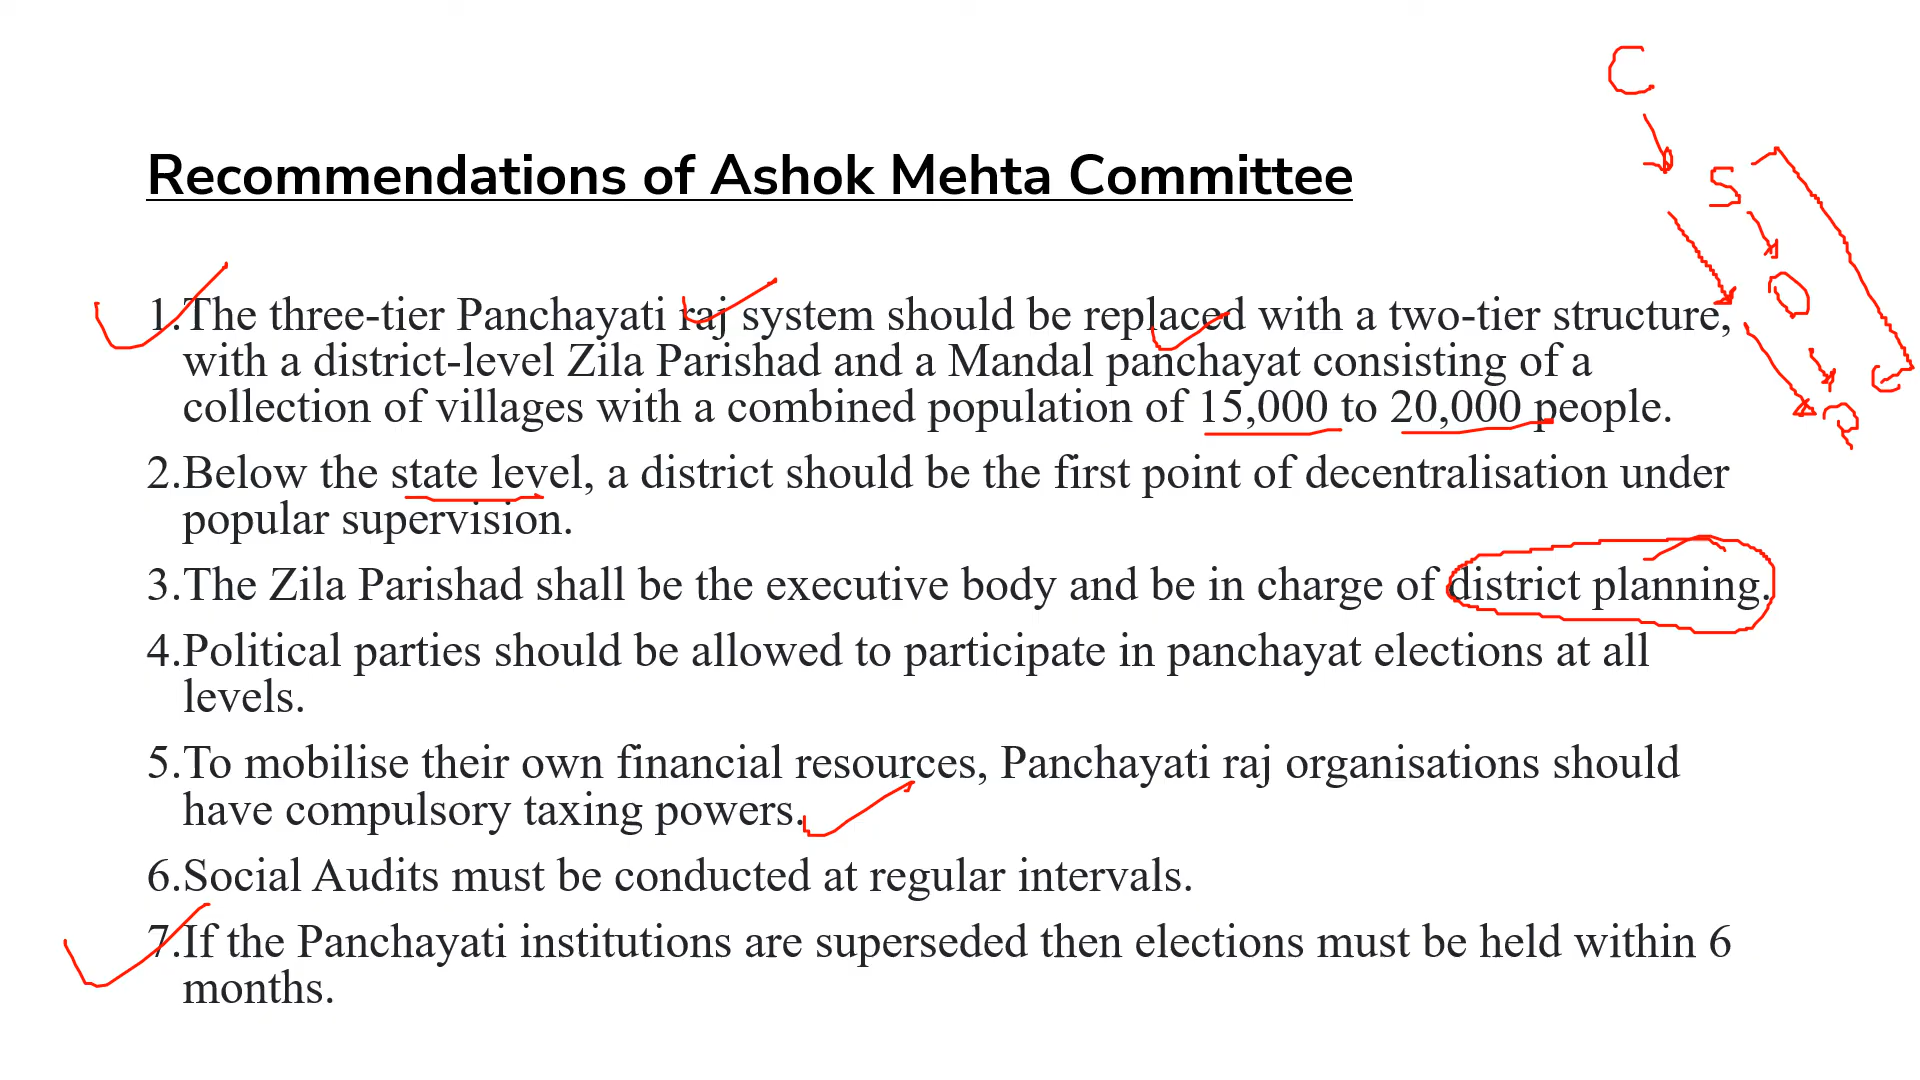 C
Recommendations of Ashok Mehta Committee
S
D
1.The three-tier Panchayati raj system should be replaced with a two-tier structure,
with a district-level Zila Parishad and a Mandal panchayat consisting of a
collection of villages with a combined population of 15,000 to 20,000 people.
2.Below the state level, a district should be the first point of decentralisation under
popular supervision.
3.The Zila Parishad shall be the executive body and be in charge of district planning.
4.Political parties should be allowed to participate in panchayat elections at all
levels.
5.To mobilise their own financial resources, Panchayati raj organisations should
have compulsory taxing powers.
6.Social Audits must be conducted at regular intervals.
7.If the Panchayati institutions are superseded then elections must be held within 6
months.